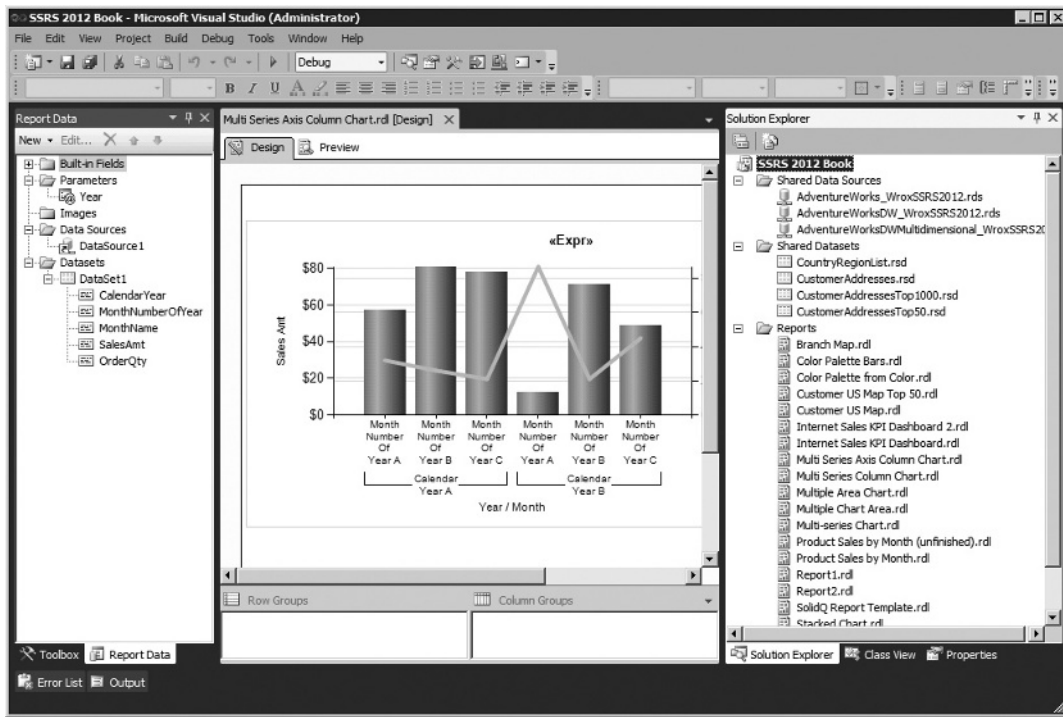 SSRS 2012 Book - Microsoft Visual Studio (Administrator)
File Edit View Project Build Debug Tools Window Help
Debug
B I U A
Report Data
New Edit...
Built-in Fields
Parameters
Year
Images
Data Sources
DataSource1
Datasets
DataSet1
CalendarYear
MonthNumberOfYear
MonthName
SalesAmt
OrderQty
Toolbox Report Data
Error List Output
Multi Series Axis Column Chart.rdl [Design]
Design Preview
«Expr»
$80
$60
$40
$20
$0
Sales Amt
Month Month Month Month Month Month
Number Number Number Number Number Number
Of Of Of Of Of Of
Year A Year B Year C Year A Year B Year C
Calendar Calendar
Year A Year B
Year / Month
Row Groups Column Groups
Solution Explorer
SSRS 2012 Book
Shared Data Sources
AdventureWorks_WroxSSRS2012.rds
AdventureWorksDW_WroxSSRS2012.rds
AdventureWorksDWMultidimensional_WroxSSRS20
Shared Datasets
CountryRegionList.rsd
CustomerAddresses.rsd
CustomerAddressesTop1000.rsd
CustomerAddressesTop50.rsd
Reports
Branch Map.rdl
Color Palette Bars.rdl
Color Palette from Color.rdl
Customer US Map Top 50.rdl
Customer US Map.rdl
Internet Sales KPI Dashboard 2.rdl
Internet Sales KPI Dashboard.rdl
Multi Series Axis Column Chart.rdl
Multi Series Column Chart.rdl
Multiple Area Chart.rdl
Multiple Chart Area.rdl
Multi-series Chart.rdl
Product Sales by Month (unfinished).rdl
Product Sales by Month.rdl
Report1.rdl
Report2.rdl
SolidQ Report Template.rdl
Stacked Chart.rdl
Solution Explorer Class View Properties